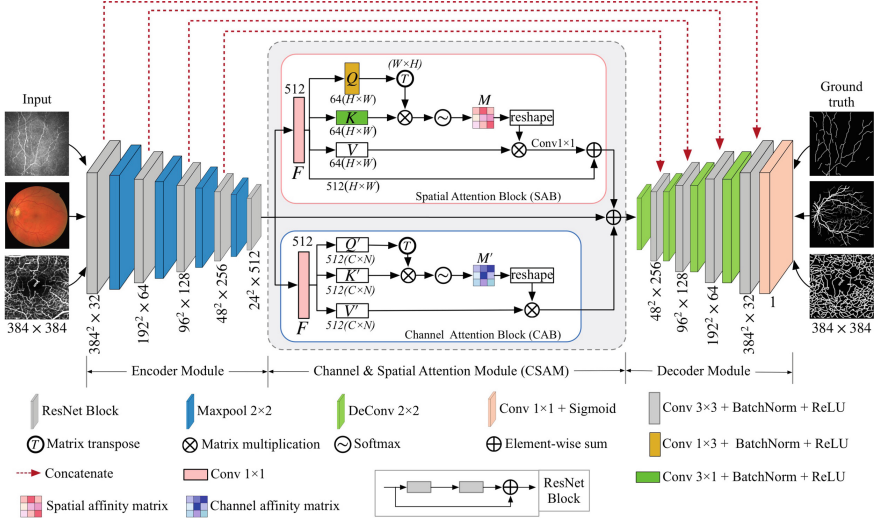 Input
384 × 384
384² × 32
192² × 64
96² × 128
48² × 256
24² × 512
512
F
Q
64(H×W)
K
64(H×W)
V
64(H×W)
512(H×W)
(W×H)
T
M
reshape
Conv1×1
Spatial Attention Block (SAB)
512
F
Q'
512(C×N)
K'
512(C×N)
V'
512(C×N)
T
M'
reshape
Channel Attention Block (CAB)
48² × 256
96² × 128
192² × 64
384² × 32
1
Ground
truth
384 × 384
Encoder Module
Channel & Spatial Attention Module (CSAM)
Decoder Module
ResNet Block
Maxpool 2×2
DeConv 2×2
Conv 1×1 + Sigmoid
Conv 3×3 + BatchNorm + ReLU
T Matrix transpose
Matrix multiplication
Softmax
Element-wise sum
Conv 1×3 + BatchNorm + ReLU
Concatenate
Conv 1×1
Conv 3×1 + BatchNorm + ReLU
Spatial affinity matrix
Channel affinity matrix
ResNet
Block